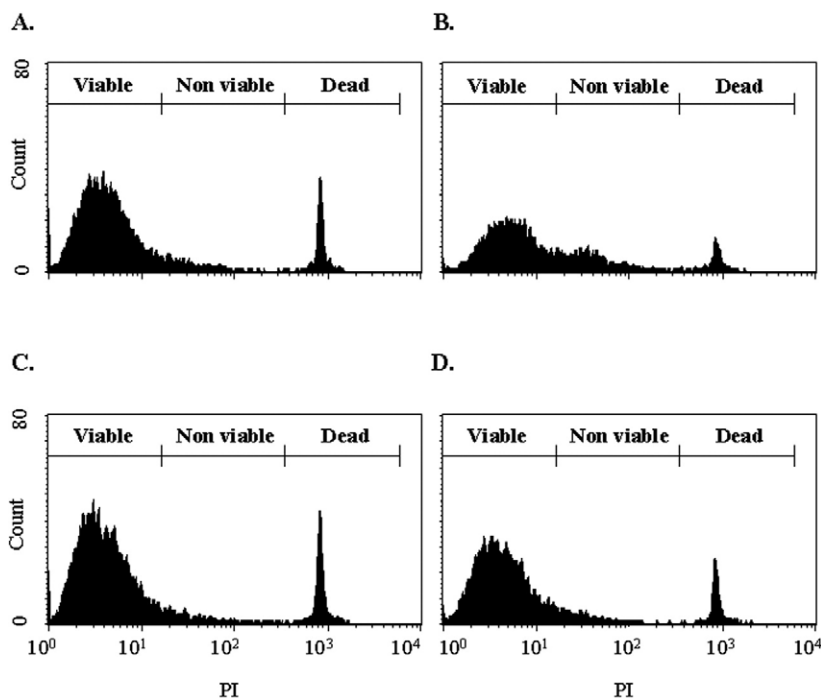 A.
B.
80
Viable Non viable Dead
Viable Non viable Dead
Count
0
C.
D.
80
Viable Non viable Dead
Viable Non viable Dead
Count
0
10⁰ 10¹ 10² 10³ 10⁴
10⁰ 10¹ 10² 10³ 10⁴
PI
PI